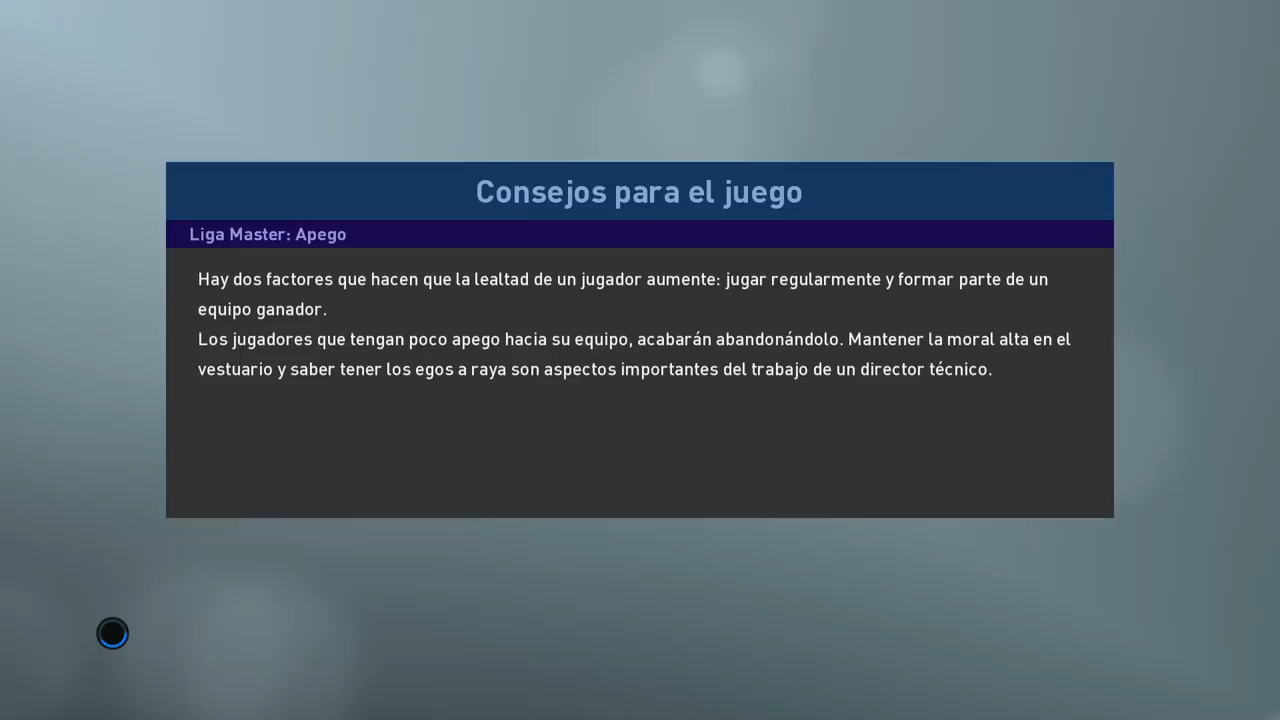 Consejos para el juego
Liga Master: Apego
Hay dos factores que hacen que la lealtad de un jugador aumente: jugar regularmente y formar parte de un
equipo ganador.
Los jugadores que tengan poco apego hacia su equipo, acabarán abandonándolo. Mantener la moral alta en el
vestuario y saber tener los egos a raya son aspectos importantes del trabajo de un director técnico.